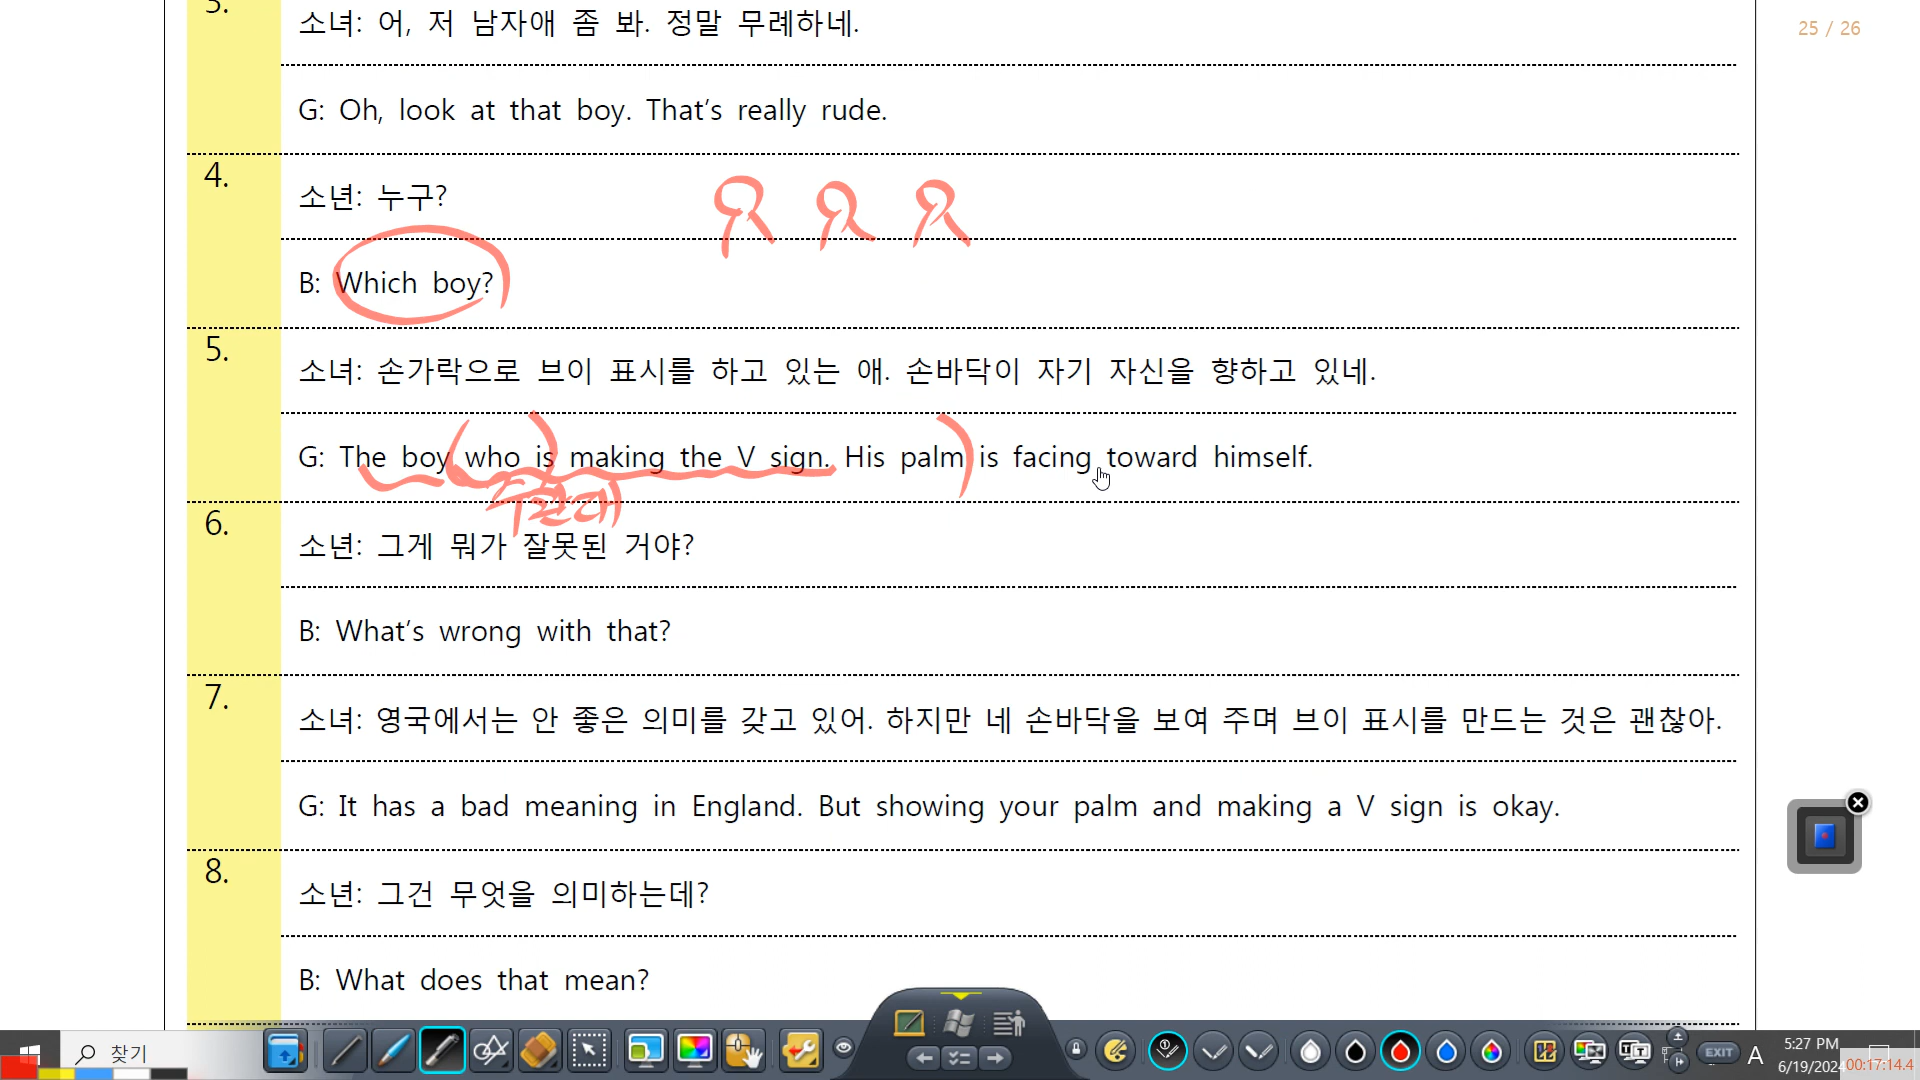 3.
25 / 26
소녀: 어, 저 남자애 좀 봐. 정말 무례하네.
G: Oh, look at that boy. That's really rude.
4.
소년: 누구?
B: Which boy?
5.
소녀: 손가락으로 브이 표시를 하고 있는 애. 손바닥이 자기 자신을 향하고 있네.
G: The boy who is making the V sign. His palm is facing toward himself.
주관대
6.
소년: 그게 뭐가 잘못된 거야?
B: What's wrong with that?
7.
소녀: 영국에서는 안 좋은 의미를 갖고 있어. 하지만 네 손바닥을 보여 주며 브이 표시를 만드는 것은 괜찮아.
G: It has a bad meaning in England. But showing your palm and making a V sign is okay.
8.
소년: 그건 무엇을 의미하는데?
B: What does that mean?
찾기
EXIT
A
5:27 PM
6/19/2024
00:17:14.4